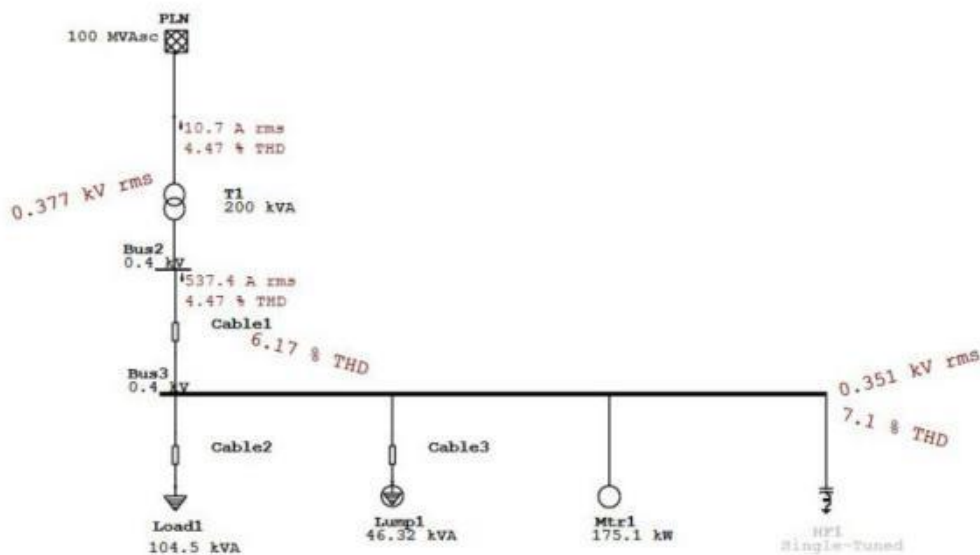 PLN
100 MVAsc
10.7 A rms
4.47 % THD
0.377 kV rms
T1
200 kVA
Bus2
0.4 kV
537.4 A rms
4.47 % THD
Cable1
6.17 % THD
Bus3
0.4 kV
0.351 kV rms
7.1 % THD
Cable2
Cable3
Load1
104.5 kVA
Lump1
46.32 kVA
Mtr1
175.1 kW
HF1
Single-Tuned